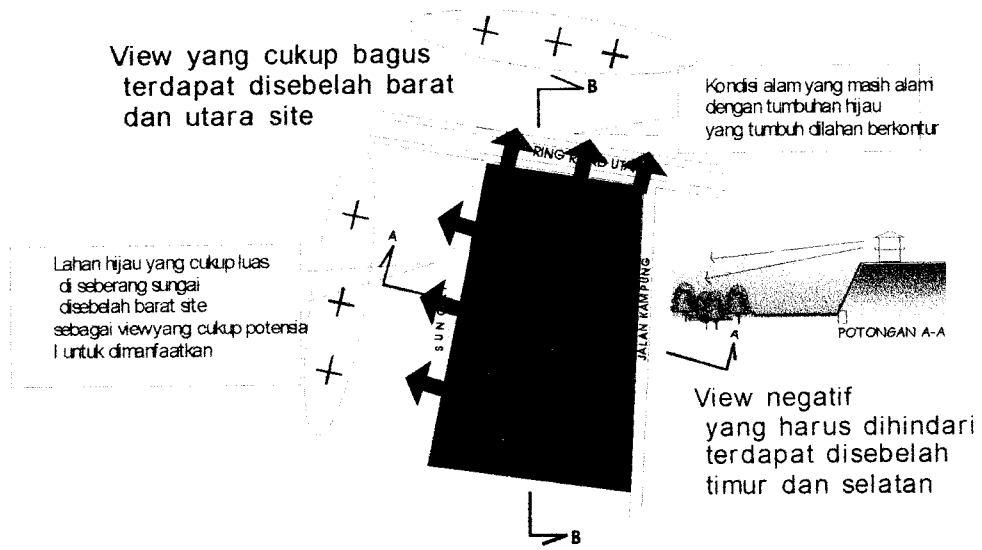 View yang cukup bagus
terdapat disebelah barat
dan utara site
B
Kondisi alam yang masih alami
dengan tumbuhan hijau
yang tumbuh dilahan berkontur
RING
A
Lahan hijau yang cukup luas
di seberang sungai
disebelah barat site
sebagai viewyang cukup potensia
l untuk dimanfaatkan
JALAN KAMPUNG
POTONGAN A-A
A
View negatif
yang harus dihindari
terdapat disebelah
timur dan selatan
B